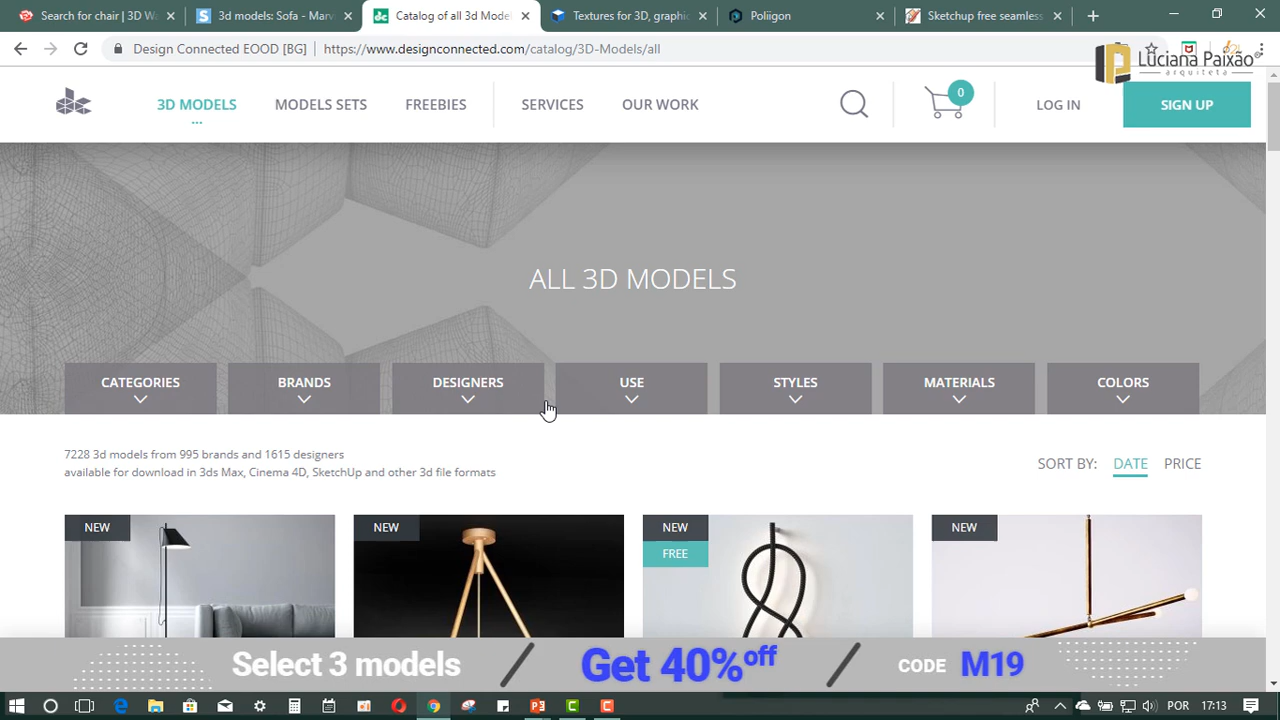 Search for chair | 3D Wa
3d models: Sofa - Marv
Catalog of all 3d Mode
Textures for 3D, graphic
Poliigon
Sketchup free seamless
Design Connected EOOD [BG]
https://www.designconnected.com/catalog/3D-Models/all
Luciana Paixão
arquiteta
3D MODELS
MODELS SETS
FREEBIES
SERVICES
OUR WORK
0
LOG IN
SIGN UP
ALL 3D MODELS
CATEGORIES
BRANDS
DESIGNERS
USE
STYLES
MATERIALS
COLORS
7228 3d models from 995 brands and 1615 designers
available for download in 3ds Max, Cinema 4D, SketchUp and other 3d file formats
SORT BY: DATE PRICE
NEW
NEW
NEW
FREE
NEW
Select 3 models
Get 40%off
CODE M19
POR
17:13